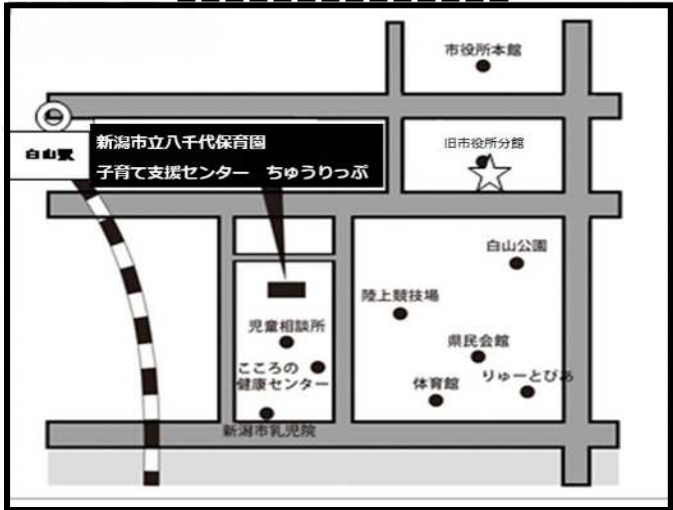 市役所本館
新潟市立八千代保育園
子育て支援センター　ちゅうりっぷ
白山駅
旧市役所分館
白山公園
陸上競技場
児童相談所
県民会館
こころの
健康センター
体育館
りゅーとぴあ
新潟市乳児院